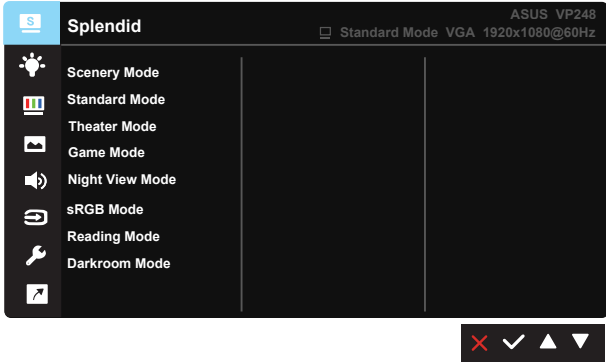 S
Splendid
ASUS VP248
Standard Mode VGA 1920x1080@60Hz
Scenery Mode
Standard Mode
Theater Mode
Game Mode
Night View Mode
sRGB Mode
Reading Mode
Darkroom Mode